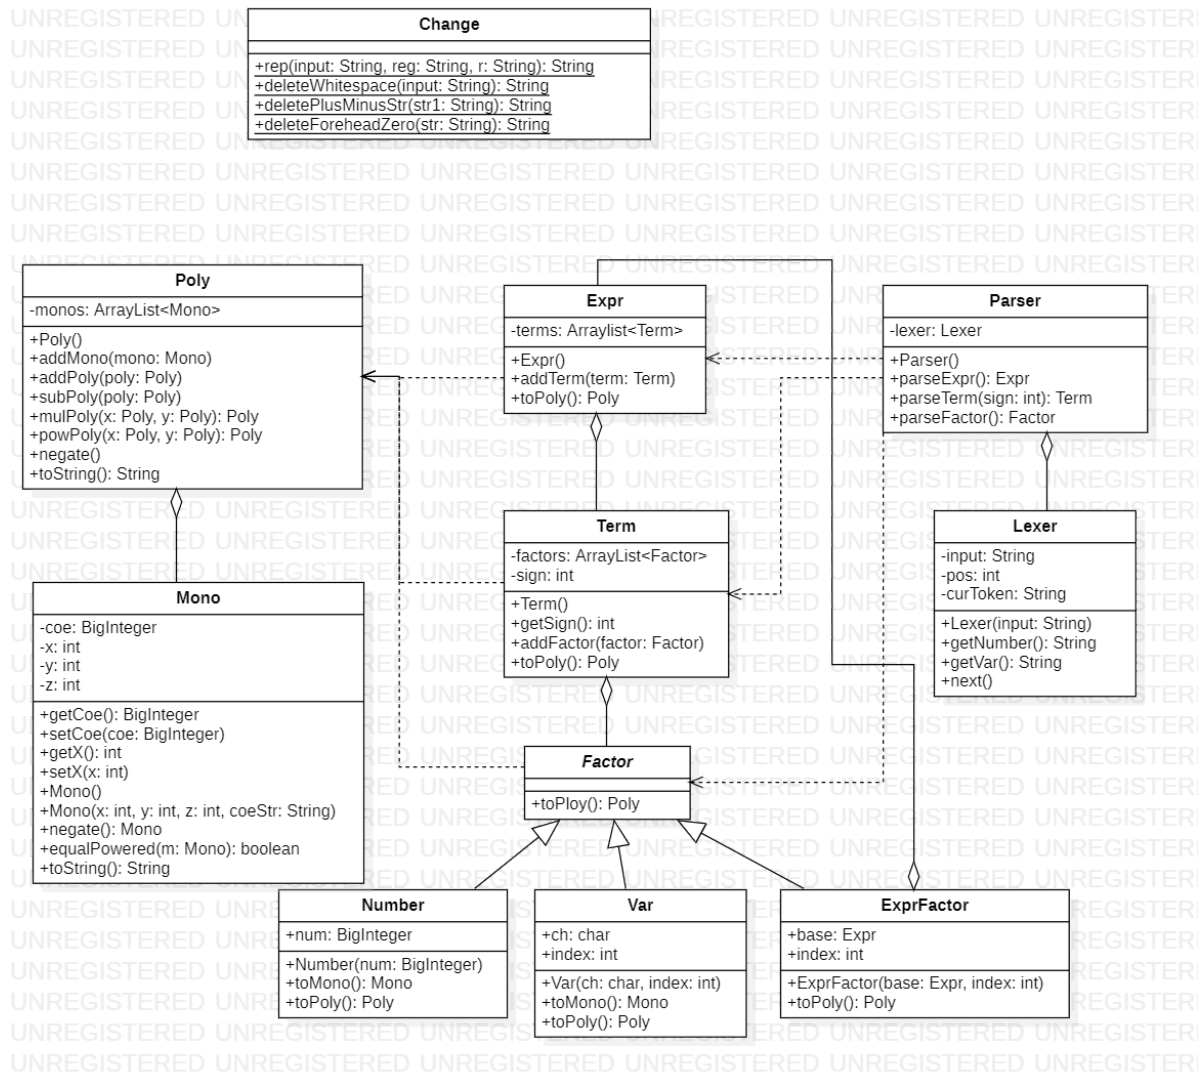 Change
+rep(input: String, reg: String, r: String): String
+deleteWhitespace(input: String): String
+deletePlusMinusStr(str1: String): String
+deleteForeheadZero(str: String): String
Poly
-monos: ArrayList<Mono>
+Poly()
+addMono(mono: Mono)
+addPoly(poly: Poly)
+subPoly(poly: Poly)
+mulPoly(x: Poly, y: Poly): Poly
+powPoly(x: Poly, y: Poly): Poly
+negate()
+toString(): String
Expr
-terms: Arraylist<Term>
+Expr()
+addTerm(term: Term)
+toPoly(): Poly
Parser
-lexer: Lexer
+Parser()
+parseExpr(): Expr
+parseTerm(sign: int): Term
+parseFactor(): Factor
Term
-factors: ArrayList<Factor>
-sign: int
+Term()
+getSign(): int
+addFactor(factor: Factor)
+toPoly(): Poly
Lexer
-input: String
-pos: int
-curToken: String
+Lexer(input: String)
+getNumber(): String
+getVar(): String
+next()
Mono
-coe: BigInteger
-x: int
-y: int
-z: int
+getCoe(): BigInteger
+setCoe(coe: BigInteger)
+getX(): int
+setX(x: int)
+Mono()
+Mono(x: int, y: int, z: int, coeStr: String)
+negate(): Mono
+equalPowered(m: Mono): boolean
+toString(): String
Factor
+toPloy(): Poly
Number
+num: BigInteger
+Number(num: BigInteger)
+toMono(): Mono
+toPoly(): Poly
Var
+ch: char
+index: int
+Var(ch: char, index: int)
+toMono(): Mono
+toPoly(): Poly
ExprFactor
+base: Expr
+index: int
+ExprFactor(base: Expr, index: int)
+toPoly(): Poly
UNREGISTERED